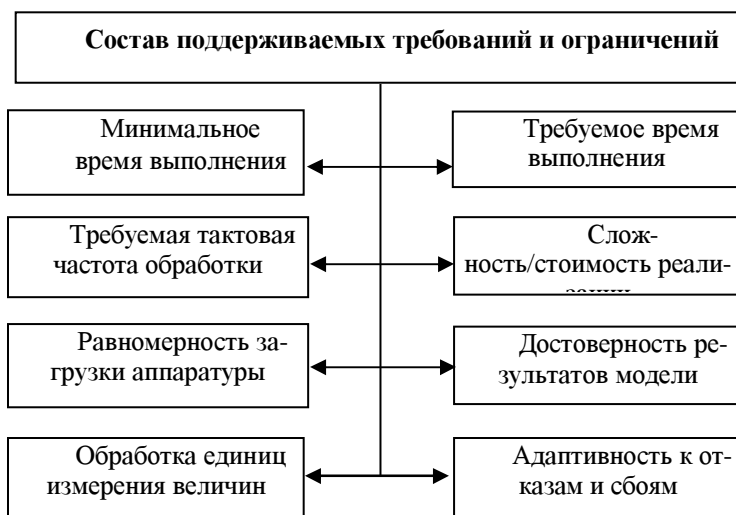 Состав поддерживаемых требований и ограничений
Минимальное
время выполнения
Требуемое время
выполнения
Требуемая тактовая
частота обработки
Слож-
ность/стоимость реали-
Равномерность за-
грузки аппаратуры
Достоверность ре-
зультатов модели
Обработка единиц
измерения величин
Адаптивность к от-
казам и сбоям